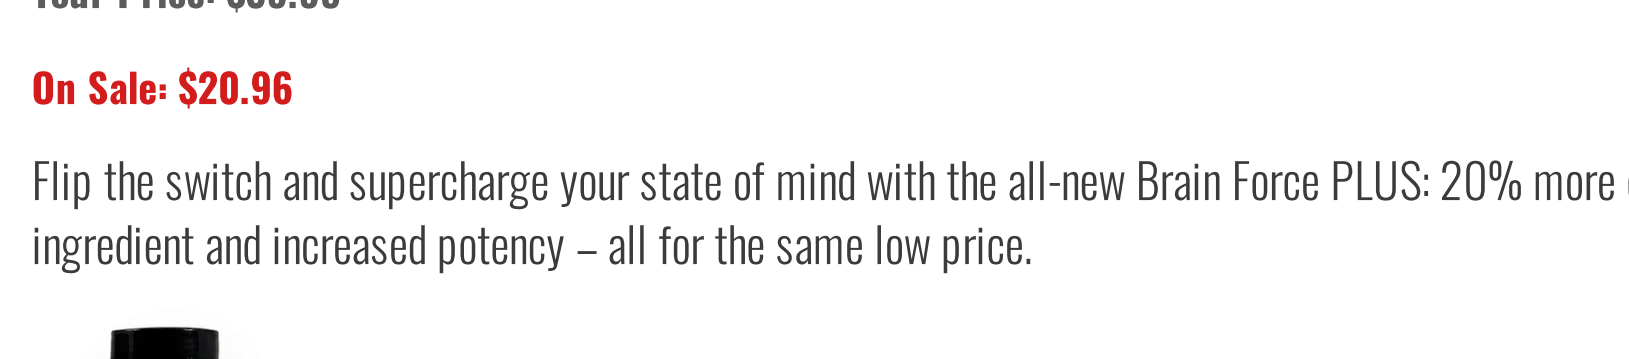 On Sale: $20.96
Flip the switch and supercharge your state of mind with the all-new Brain Force PLUS: 20% more
ingredient and increased potency – all for the same low price.